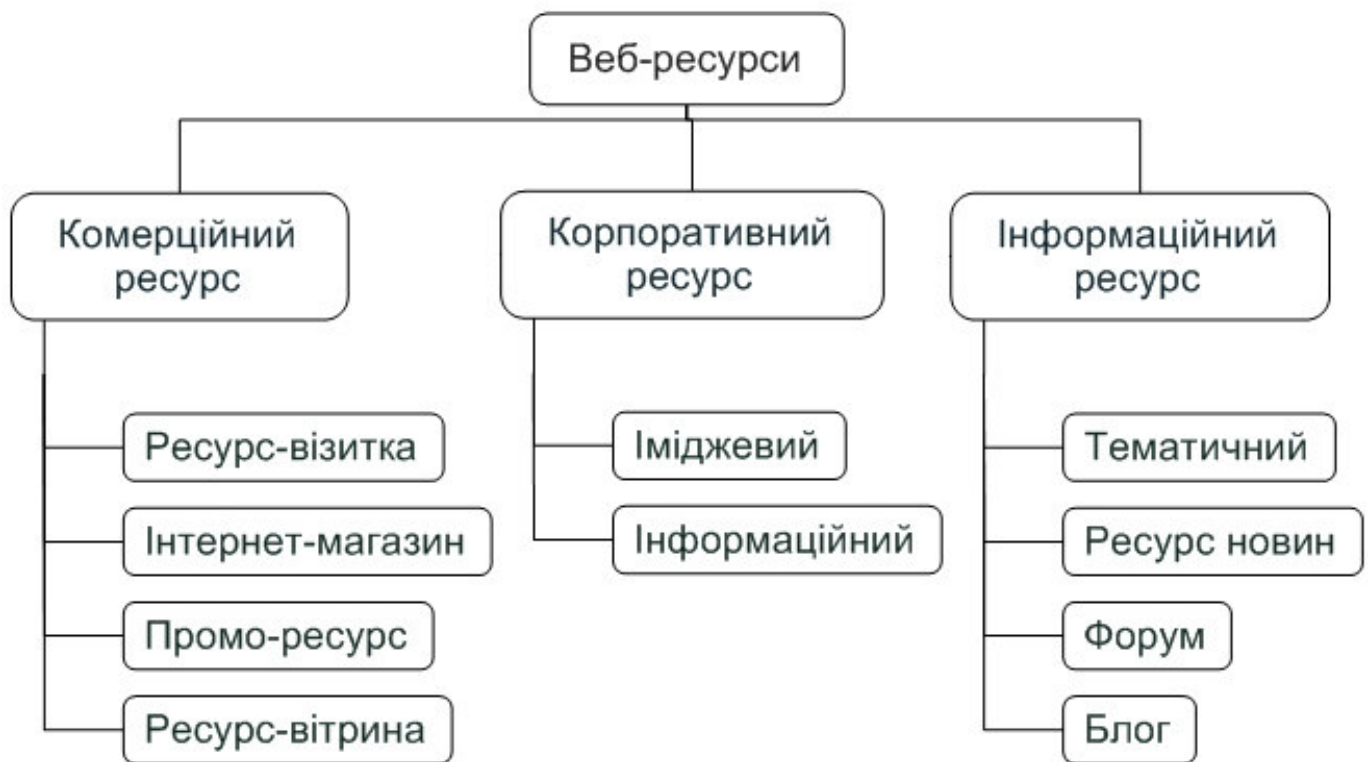 Веб-ресурси
Комерційний
ресурс
Корпоративний
ресурс
Інформаційний
ресурс
Ресурс-візитка
Інтернет-магазин
Промо-ресурс
Ресурс-вітрина
Іміджевий
Інформаційний
Тематичний
Ресурс новин
Форум
Блог